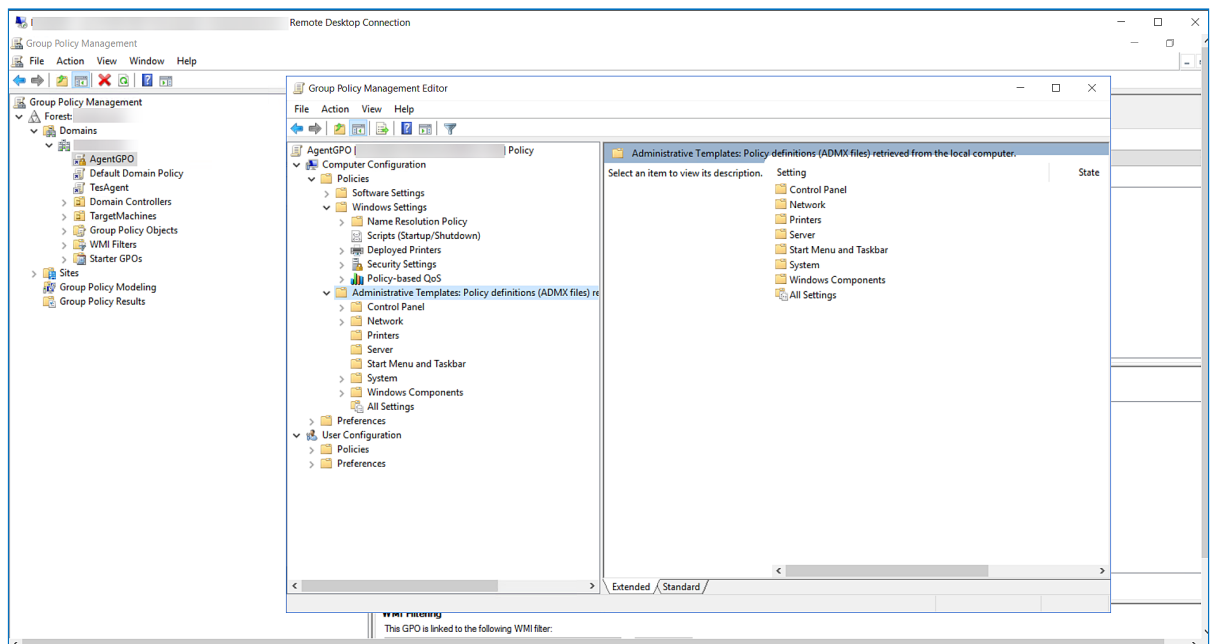 Remote Desktop Connection
Group Policy Management
File Action View Window Help
Group Policy Management
Forest:
Domains
AgentGPO
Default Domain Policy
TesAgent
Domain Controllers
TargetMachines
Group Policy Objects
WMI Filters
Starter GPOs
Sites
Group Policy Modeling
Group Policy Results
Group Policy Management Editor
File Action View Help
AgentGPO [ ] Policy
Computer Configuration
Policies
Software Settings
Windows Settings
Name Resolution Policy
Scripts (Startup/Shutdown)
Deployed Printers
Security Settings
Policy-based QoS
Administrative Templates: Policy definitions (ADMX files) re
Control Panel
Network
Printers
Server
Start Menu and Taskbar
System
Windows Components
All Settings
Preferences
User Configuration
Policies
Preferences
Administrative Templates: Policy definitions (ADMX files) retrieved from the local computer.
Select an item to view its description.
Setting State
Control Panel
Network
Printers
Server
Start Menu and Taskbar
System
Windows Components
All Settings
Extended Standard
WMI Filtering
This GPO is linked to the following WMI filter: